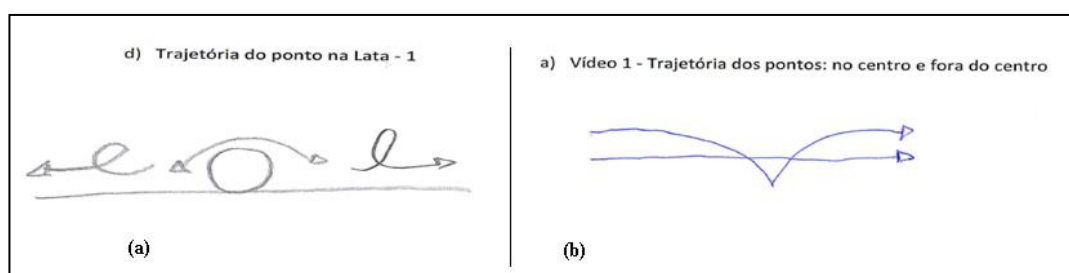 d) Trajetória do ponto na Lata - 1
(a)
a) Vídeo 1 - Trajetória dos pontos: no centro e fora do centro
(b)